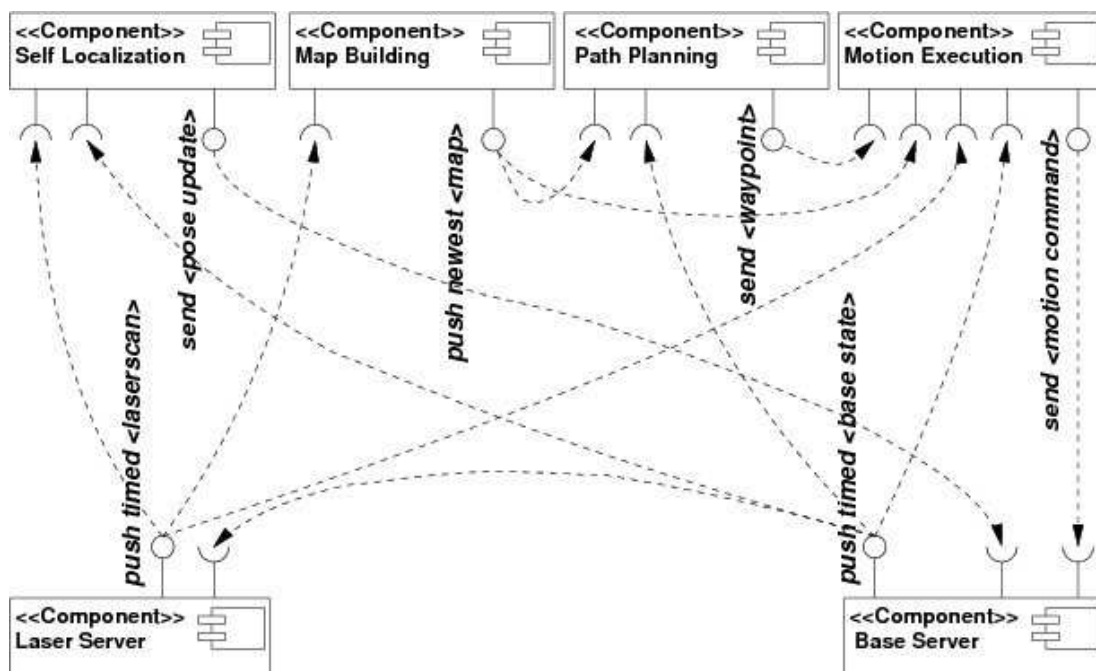 <<Component>>
Self Localization
<<Component>>
Map Building
<<Component>>
Path Planning
<<Component>>
Motion Execution
send <pose update>
push newest <map>
send <waypoint>
send <motion command>
push timed <laserscan>
push timed <base state>
<<Component>>
Laser Server
<<Component>>
Base Server